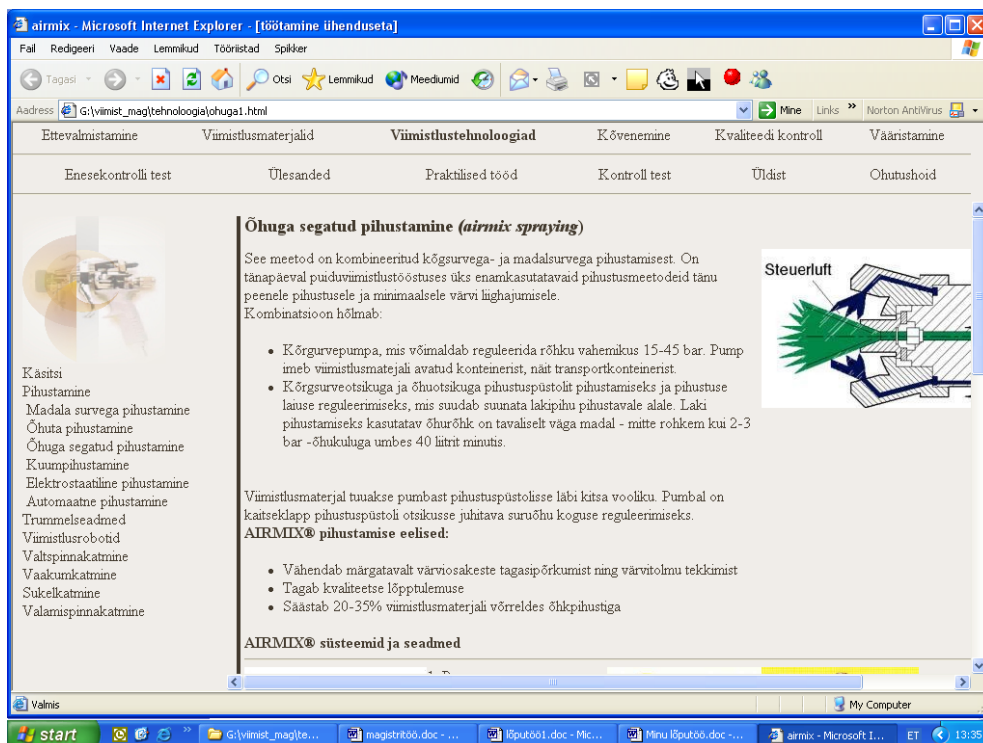 airmix - Microsoft Internet Explorer - [töötamine ühenduseta]
Fail Redigeeri Vaade Lemmikud Tööriistad Spikker
Tagasi Otsi Lemmikud Meediumid
Aadress G:\viimist_mag\tehnoloogia\ohuga1.html Mine Links » Norton AntiVirus
Ettevalmistamine Viimistlusmaterjalid Viimistlustehnoloogiad Kõvenemine Kvaliteedi kontroll Vääristamine
Enesekontrolli test Ülesanded Praktilised tööd Kontroll test Üldist Ohutushoid
Käsitsi
Pihustamine
Madala survega pihustamine
Õhuta pihustamine
Õhuga segatud pihustamine
Kuumpihustamine
Elektrostaatiline pihustamine
Automaatne pihustamine
Trummelseadmed
Viimistlusrobotid
Valtspinnakatmine
Vaakumkatmine
Sukelkatmine
Valamispinnakatmine
Õhuga segatud pihustamine (airmix spraying)
See meetod on kombineeritud kõgsurvega- ja madalsurvega pihustamisest. On
tänapäeval puiduviimistlustööstuses üks enamkasutatavaid pihustusmeetodeid tänu
peenele pihustusele ja minimaalsele värvi liighajumisele.
Kombinatsioon hõlmab:
• Kõrgurvepumpa, mis võimaldab reguleerida rõhku vahemikus 15-45 bar. Pump
imeb viimistlusmatejali avatud konteinerist, näit transportkonteinerist.
• Kõrgsurveotsikuga ja õhuotsikuga pihustuspüstolit pihustamiseks ja pihustuse
laiuse reguleerimiseks, mis suudab suunata lakipihu pihustavale alale. Laki
pihustamiseks kasutatav õhurõhk on tavaliselt väga madal - mitte rohkem kui 2-3
bar -õhukuluga umbes 40 liitrit minutis.
Steuerluft
Viimistlusmaterjal tuuakse pumbast pihustuspüstolisse läbi kitsa vooliku. Pumbal on
kaitseklapp pihustuspüstoli otsikusse juhitava suruõhu koguse reguleerimiseks.
AIRMIX® pihustamise eelised:
• Vähendab märgatavalt värviosakeste tagasipõrkumist ning värvitolmu tekkimist
• Tagab kvaliteetse lõpptulemuse
• Säästab 20-35% viimistlusmaterjali võrreldes õhkpihustiga
AIRMIX® süsteemid ja seadmed
Valmis My Computer
start » G:\viimist_mag\te... magistritöö.doc - ... lõputöö1.doc - Mic... Minu lõputöö.doc -... airmix - Microsoft I... ET 13:35